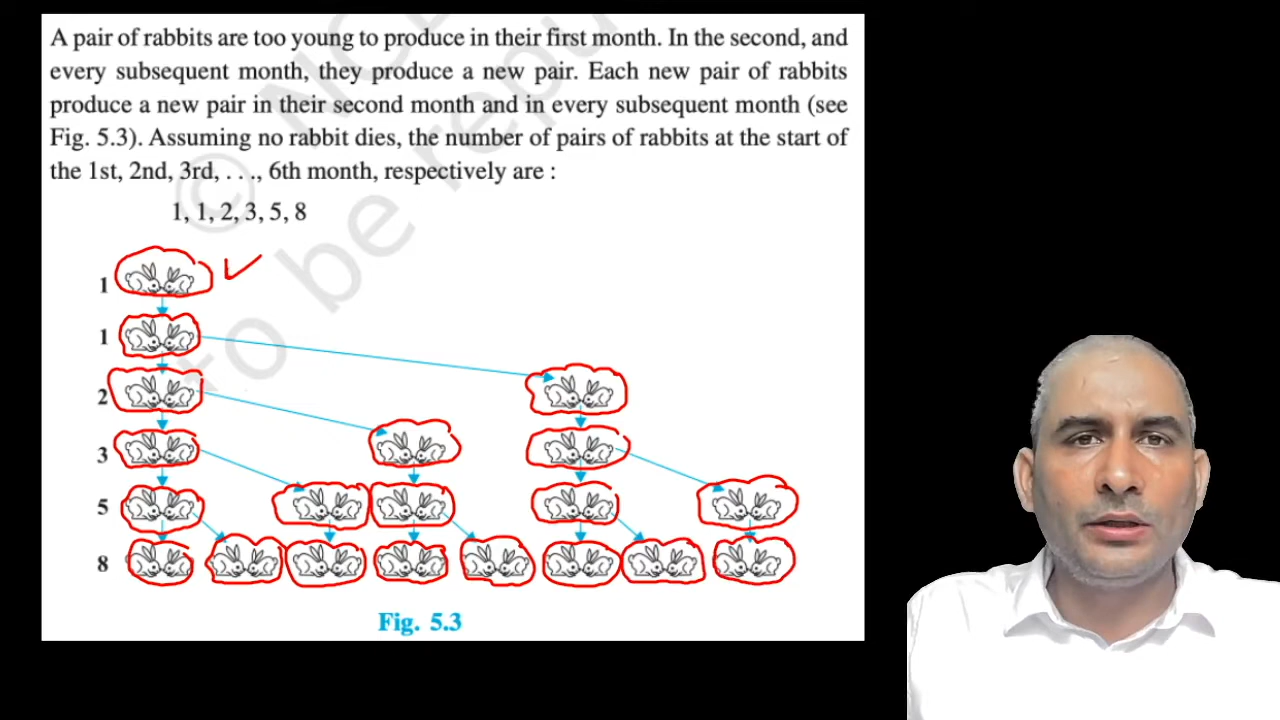 A pair of rabbits are too young to produce in their first month. In the second, and
every subsequent month, they produce a new pair. Each new pair of rabbits
produce a new pair in their second month and in every subsequent month (see
Fig. 5.3). Assuming no rabbit dies, the number of pairs of rabbits at the start of
the 1st, 2nd, 3rd, . . ., 6th month, respectively are :
1, 1, 2, 3, 5, 8
1
1
2
3
5
8
Fig. 5.3
to be